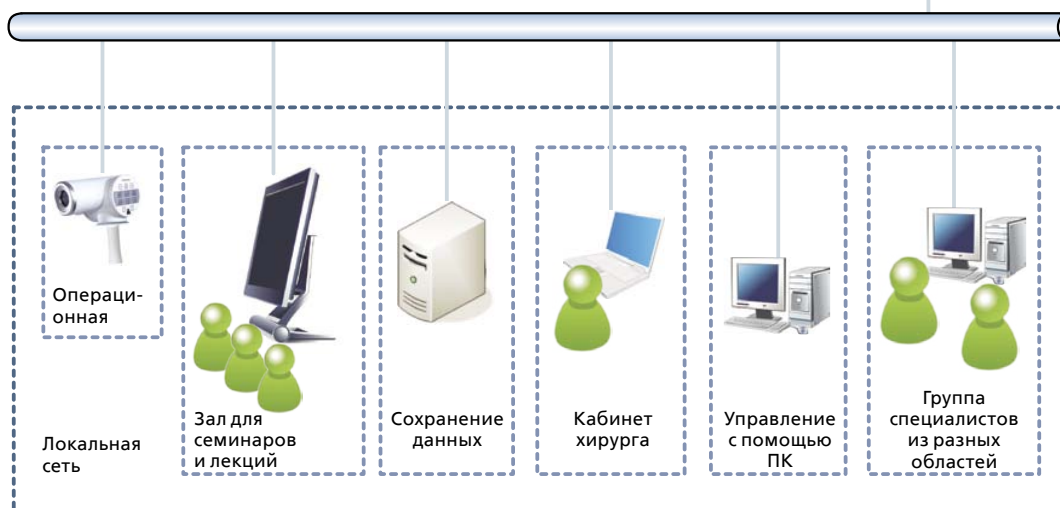 Операци-
онная
Локальная
сеть
Зал для
семинаров
и лекций
Сохранение
данных
Кабинет
хирурга
Управление
с помощью
ПК
Группа
специалистов
из разных
областей